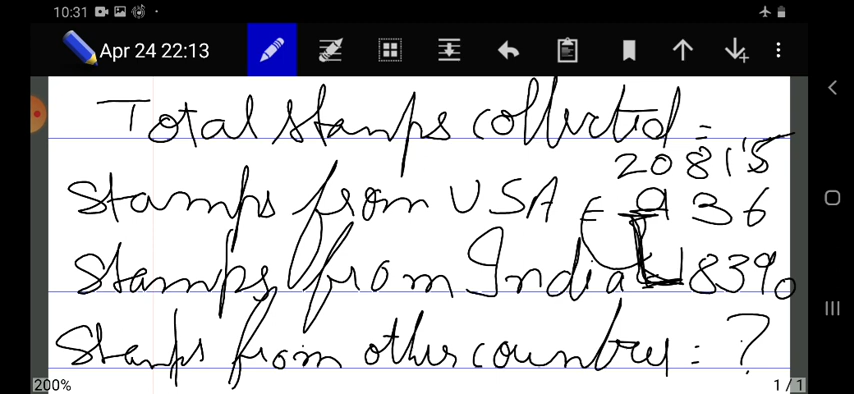 10:31
Apr 24 22:13
Total stamps collected =
20815
Stamps from USA = 936
Stamps from India 8390
Stamps from other country = ?
200%
1 / 1